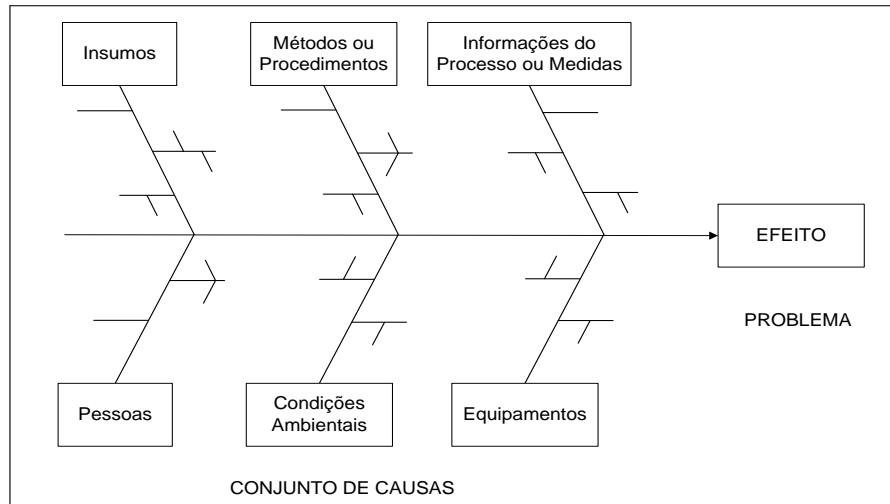 Insumos
Métodos ou
Procedimentos
Informações do
Processo ou Medidas
EFEITO
PROBLEMA
Pessoas
Condições
Ambientais
Equipamentos
CONJUNTO DE CAUSAS